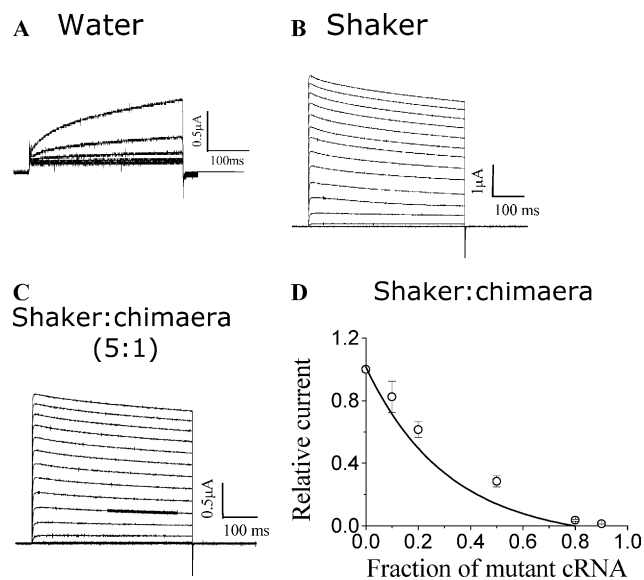 A Water
0.5μA
100ms
B Shaker
1μA
100 ms
C
Shaker:chimaera
(5:1)
0.5μA
100 ms
D Shaker:chimaera
Relative current
1.2
0.8
0.4
0.0
0.0 0.2 0.4 0.6 0.8 1.0
Fraction of mutant cRNA